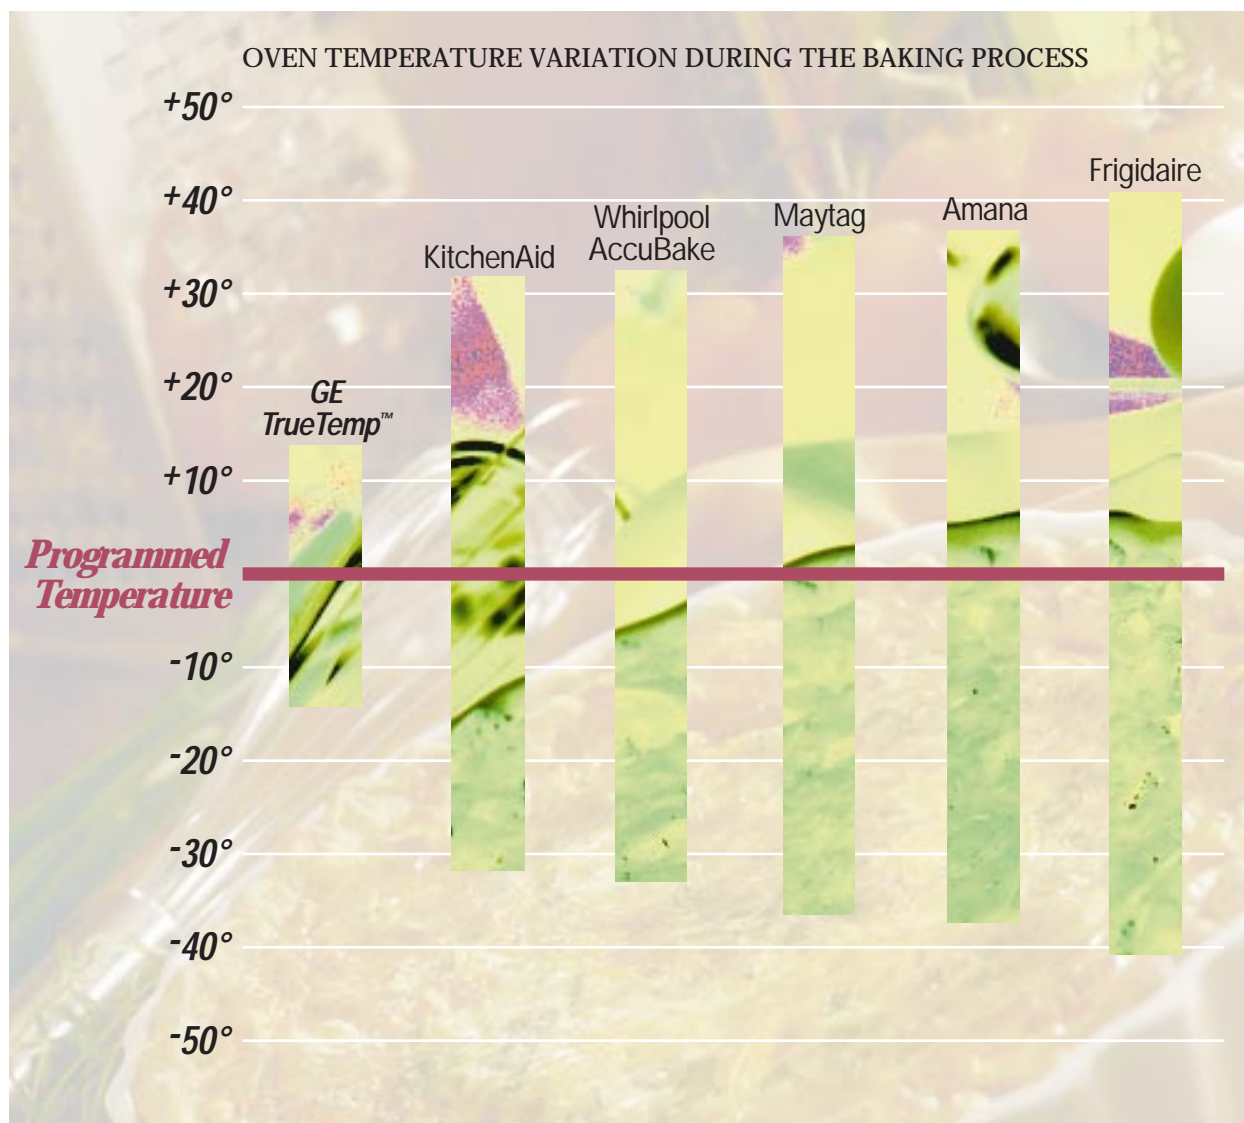 OVEN TEMPERATURE VARIATION DURING THE BAKING PROCESS
+50°
+40°
+30°
+20°
+10°
Programmed
Temperature
-10°
-20°
-30°
-40°
-50°
GE
TrueTemp™
KitchenAid
Whirlpool
AccuBake
Maytag
Amana
Frigidaire